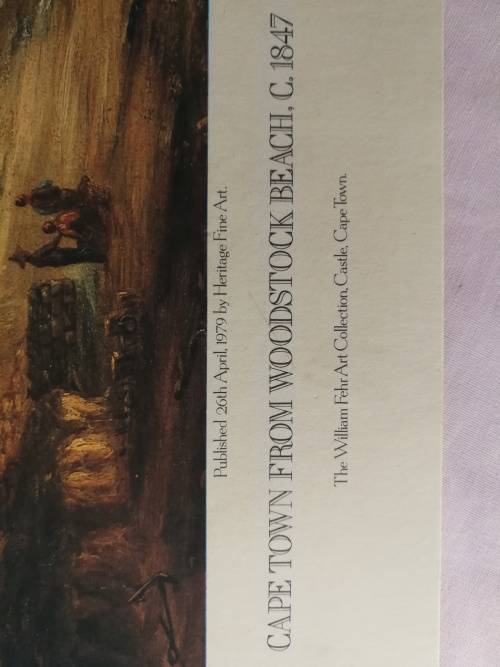 Published 26th April, 1979 by Heritage Fine Art.
CAPE TOWN FROM WOODSTOCK BEACH, C. 1847
The William Fehr Art Collection, Castle, Cape Town.